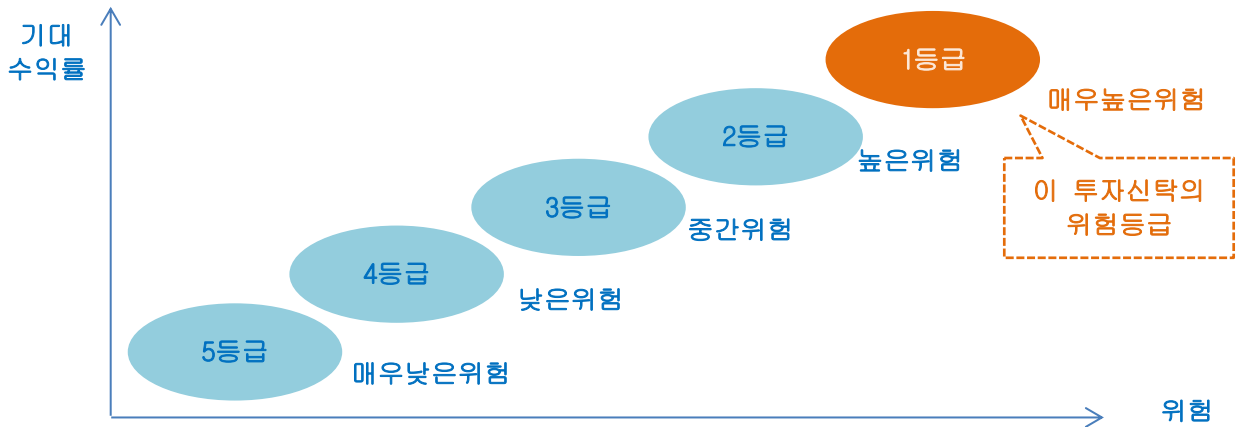 기대
수익률
1등급
매우높은위험
2등급
높은위험
이 투자신탁의
위험등급
3등급
중간위험
4등급
낮은위험
5등급
매우낮은위험
위험